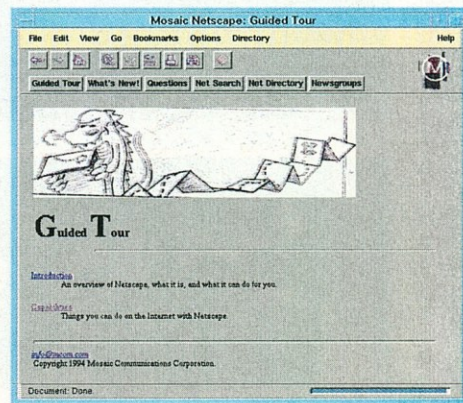 Mosaic Netscape: Guided Tour
File Edit View Go Bookmarks Options Directory Help
Guided Tour What's New! Questions Net Search Net Directory Newsgroups
M
Guided Tour
Introduction
An overview of Netscape, what it is, and what it can do for you.
Capabilities
Things you can do on the Internet with Netscape.
info@mcom.com
Copyright 1994 Mosaic Communications Corporation.
Document: Done.